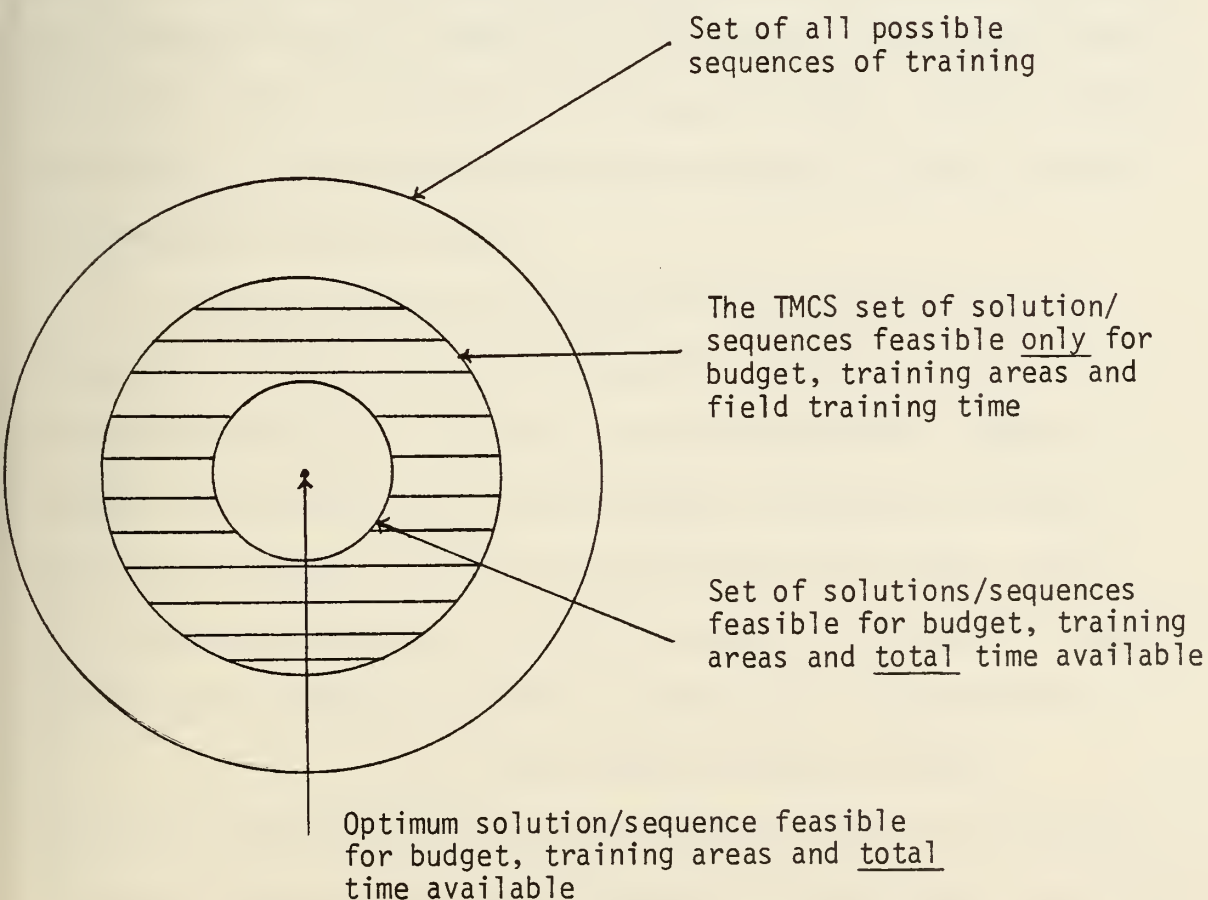 Set of all possible
sequences of training
The TMCS set of solution/
sequences feasible only for
budget, training areas and
field training time
Set of solutions/sequences
feasible for budget, training
areas and total time available
Optimum solution/sequence feasible
for budget, training areas and total
time available